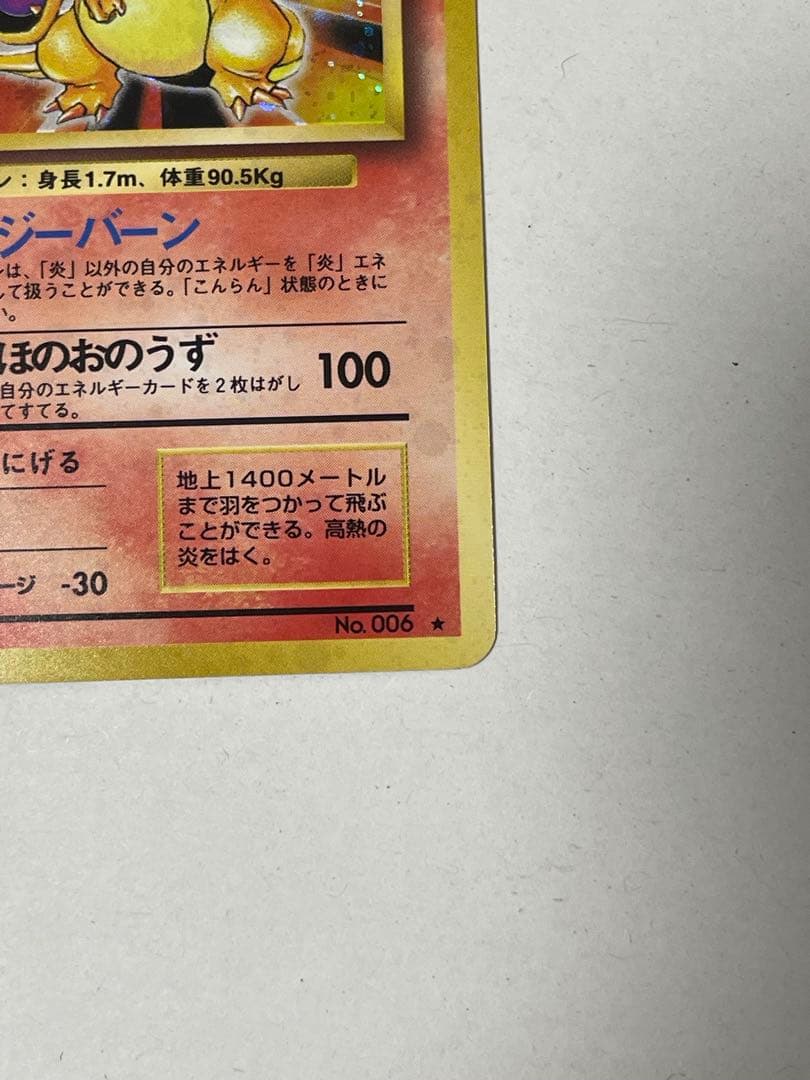 ン：身長1.7m、体重90.5Kg
ジーバーン
は、「炎」以外の自分のエネルギーを「炎」エネ
して扱うことができる。「こんらん」状態のときに
い。
ほのおのうず 100
自分のエネルギーカードを2枚はがし
てすてる。
にげる
地上1400メートル
まで羽をつかって飛ぶ
ことができる。高熱の
炎をはく。
ージ -30
No. 006 ★